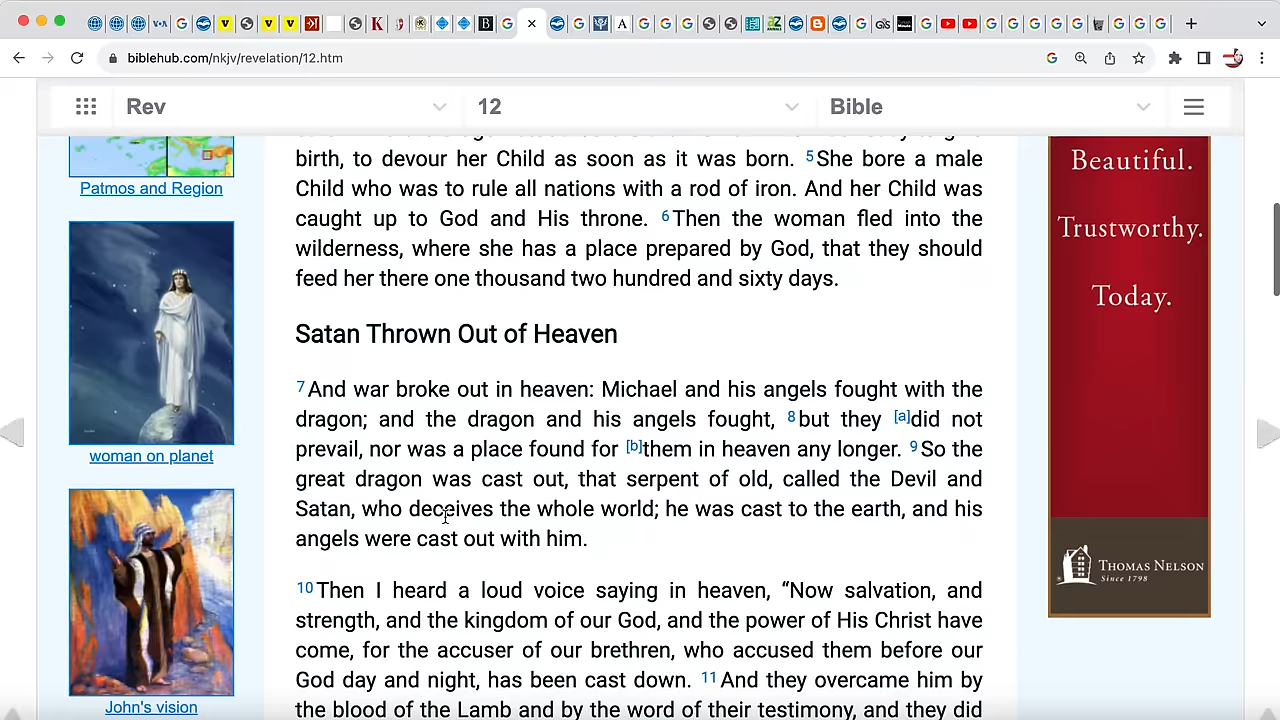 biblehub.com/nkjv/revelation/12.htm
Rev
12
Bible
birth, to devour her Child as soon as it was born. 5She bore a male
Child who was to rule all nations with a rod of iron. And her Child was
caught up to God and His throne. 6Then the woman fled into the
wilderness, where she has a place prepared by God, that they should
feed her there one thousand two hundred and sixty days.
Satan Thrown Out of Heaven
7And war broke out in heaven: Michael and his angels fought with the
dragon; and the dragon and his angels fought, 8but they [a]did not
prevail, nor was a place found for [b]them in heaven any longer. 9So the
great dragon was cast out, that serpent of old, called the Devil and
Satan, who deceives the whole world; he was cast to the earth, and his
angels were cast out with him.
10Then I heard a loud voice saying in heaven, “Now salvation, and
strength, and the kingdom of our God, and the power of His Christ have
come, for the accuser of our brethren, who accused them before our
God day and night, has been cast down. 11And they overcame him by
the blood of the Lamb and by the word of their testimony, and they did
Patmos and Region
woman on planet
John's vision
Beautiful.
Trustworthy.
Today.
THOMAS NELSON
Since 1798